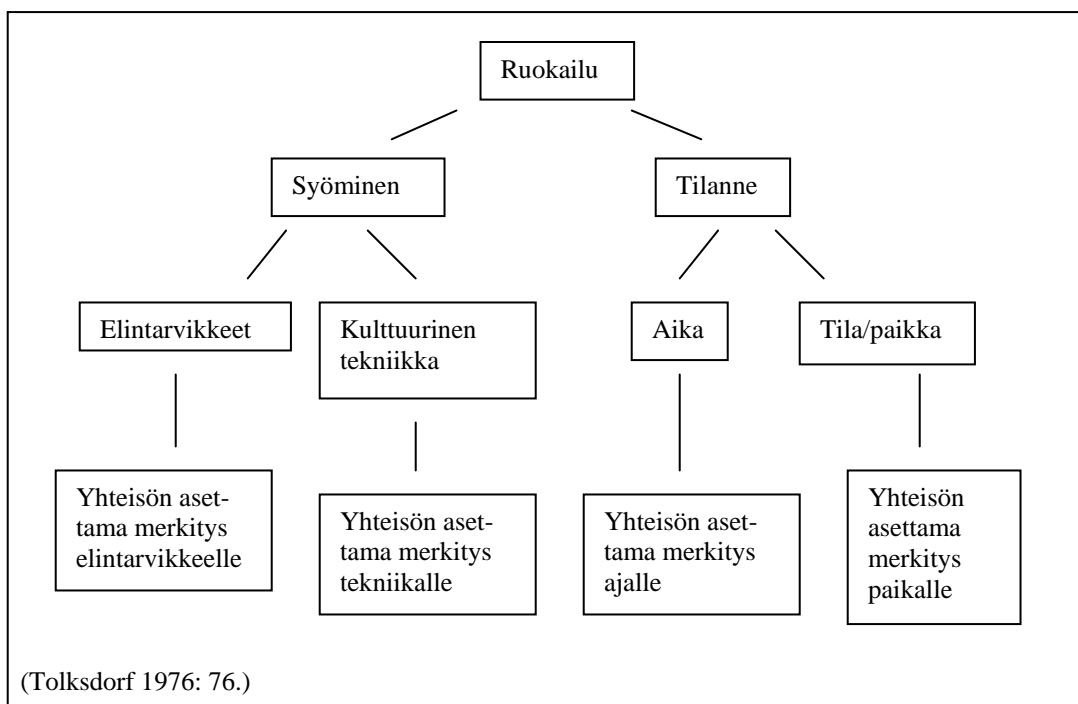 Ruokailu
Syöminen
Tilanne
Elintarvikkeet
Kulttuurinen
tekniikka
Aika
Tila/paikka
Yhteisön aset-
tama merkitys
elintarvikkeelle
Yhteisön aset-
tama merkitys
tekniikalle
Yhteisön aset-
tama merkitys
ajalle
Yhteisön
asettama
merkitys
paikalle
(Tolksdorf 1976: 76.)